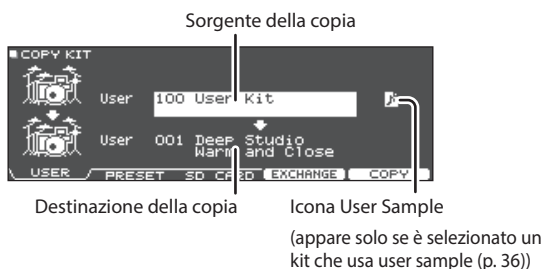 Sorgente della copia
COPY KIT
User 100 User Kit
User 001 Deep Studio
Warm and Close
USER PRESET SD CARD EXCHANGE COPY
Destinazione della copia
Icona User Sample
(appare solo se è selezionato un
kit che usa user sample (p. 36))